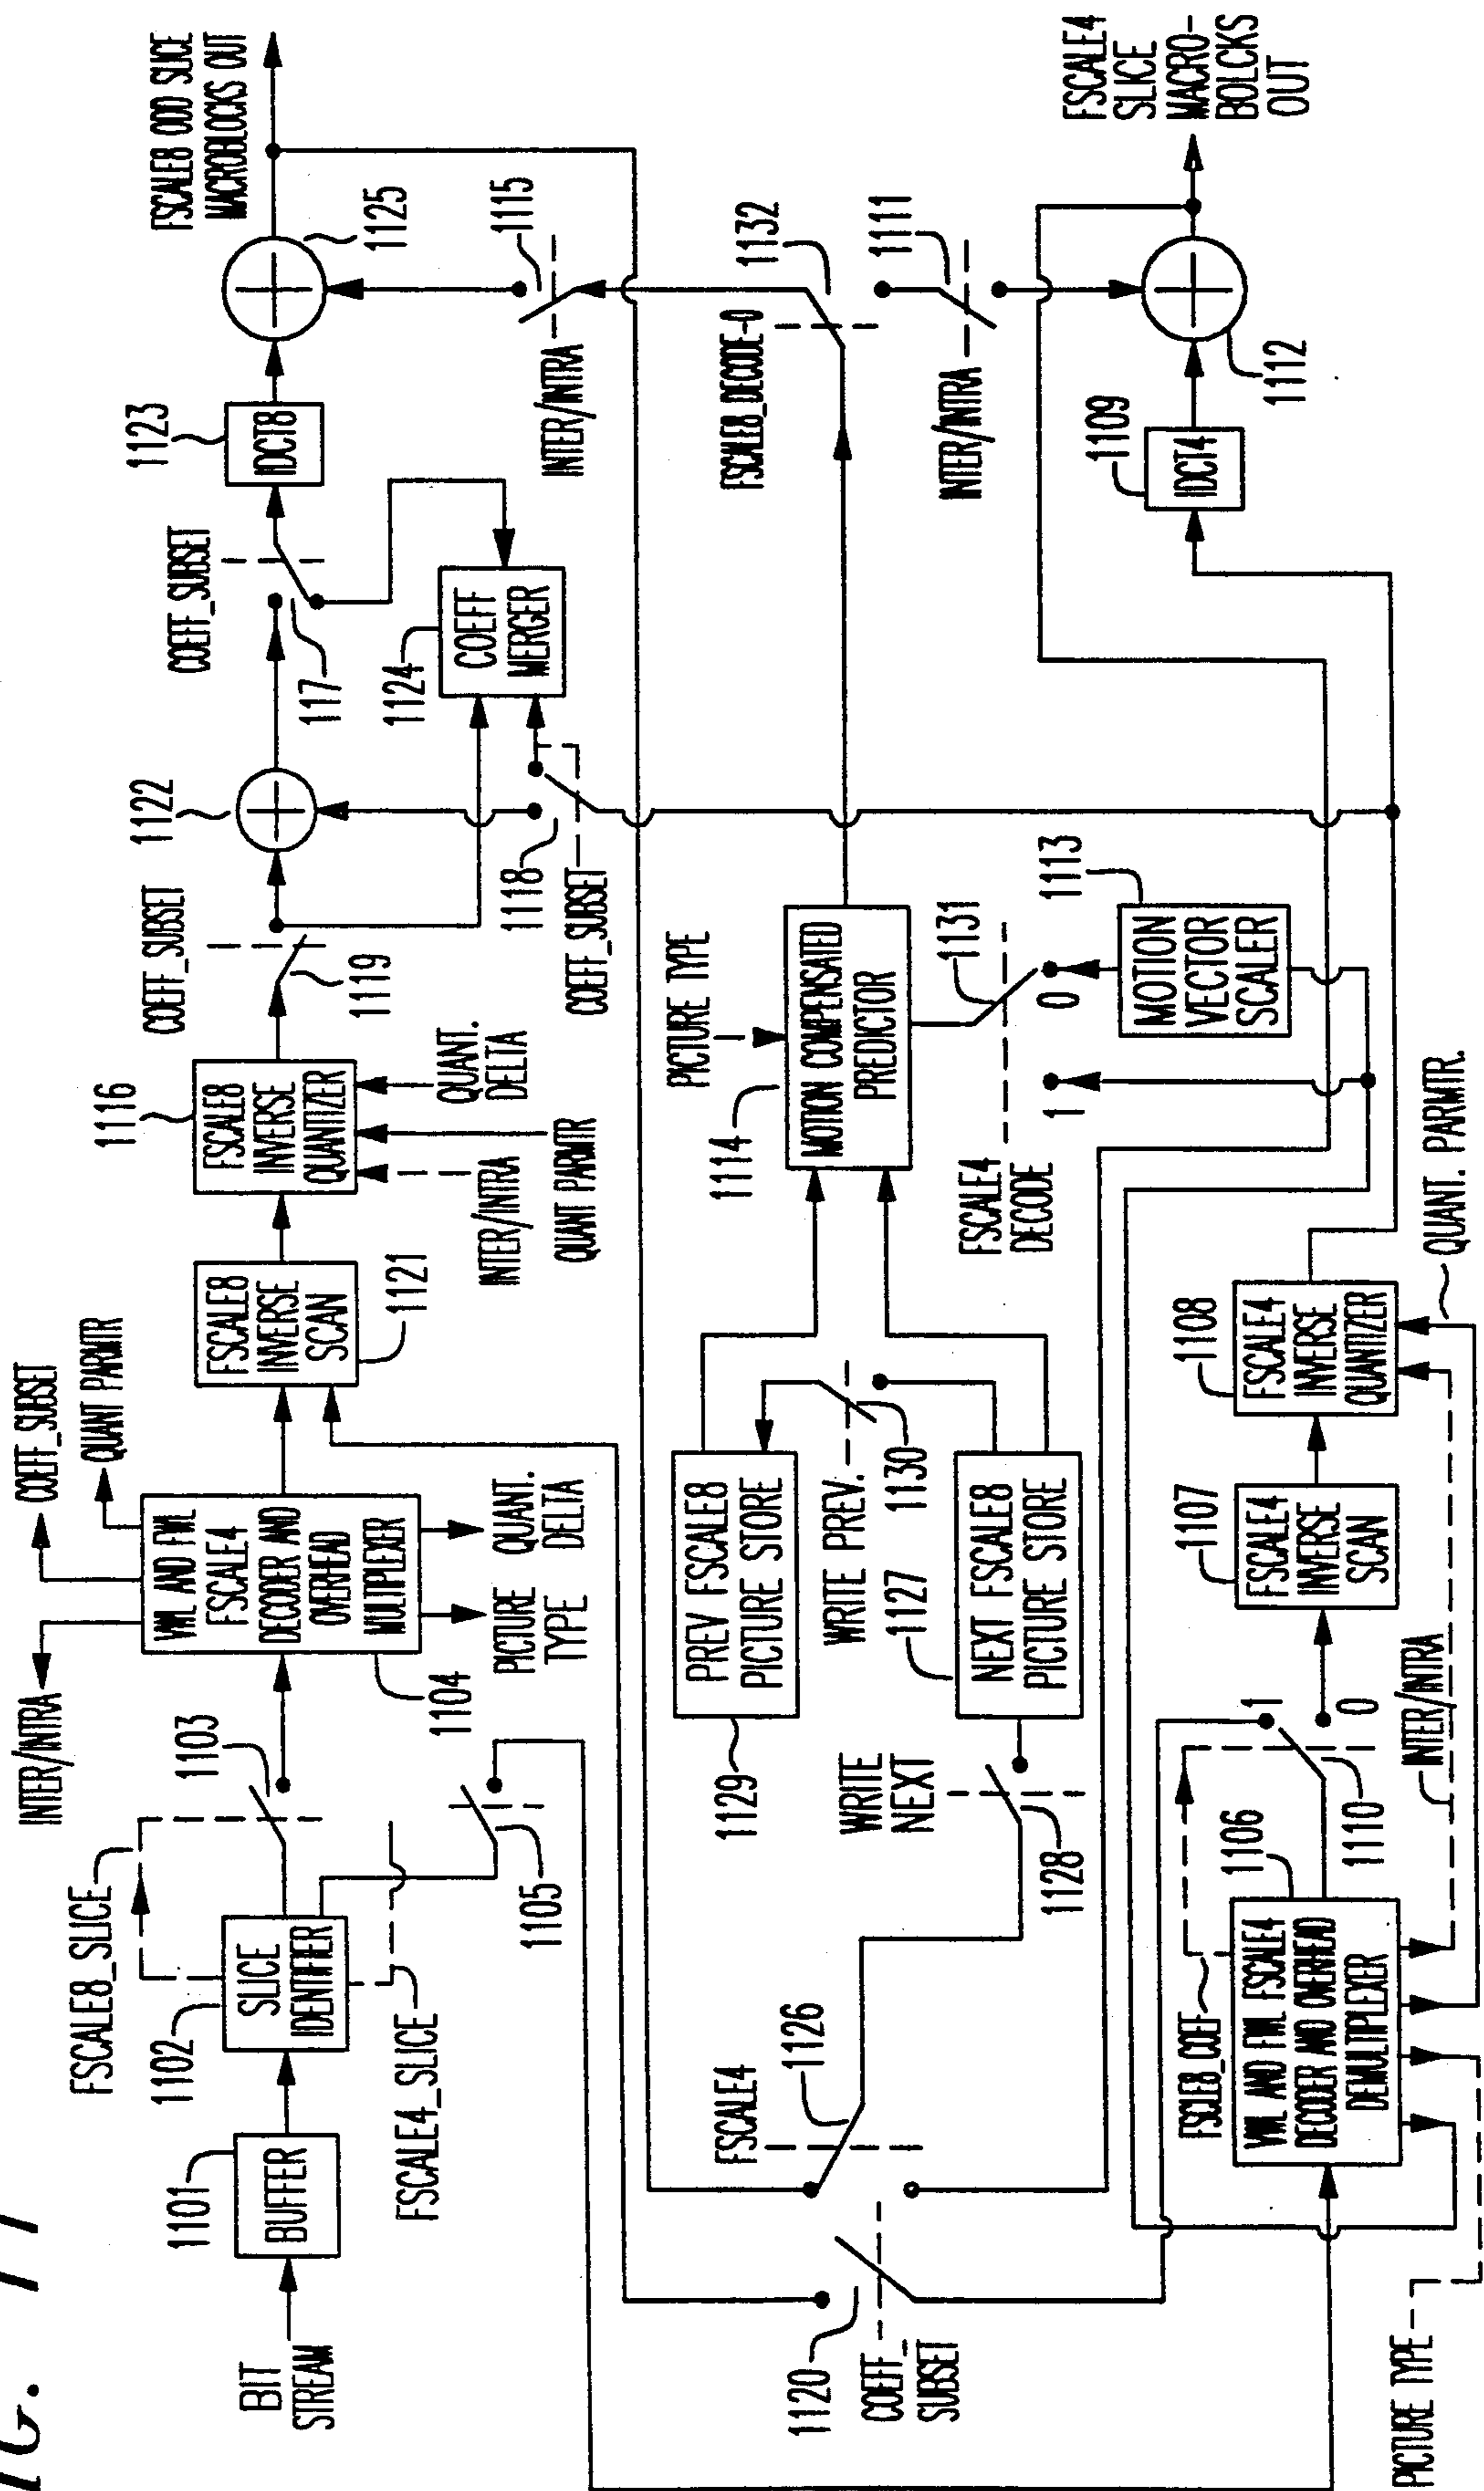 FSCALE8 ODD SLICE
MACROBLOCKS OUT
1125
1123
IDCT8
1115
INTER/INTRA
COEFF_SUBSET
117
1124
COEFF
MERGER
1122
1118
COEFF_SUBSET
COEFF_SUBSET
1119
1116
FSCALE8
INVERSE
QUANTIZER
QUANT.
DELTA
QUANT PARMTR
INTER/INTRA
FSCALE8
INVERSE
SCAN
1121
COEFF_SUBSET
QUANT PARMTR
INTER/INTRA
VWL AND FWL
FSCALE4
DECODER AND
OVERHEAD
MULTIPLEXER
1104
QUANT.
DELTA
PICTURE
TYPE
1103
1105
FSCALE8_SLICE
1102
SLICE
IDENTIFIER
FSCALE4_SLICE
1101
BUFFER
BIT
STREAM
1132
FSCALE8_DECODE-0
1111
INTER/INTRA
PICTURE TYPE
1114
MOTION COMPENSATED
PREDICTOR
1131
0
1
FSCALE4
DECODE
1113
MOTION
VECTOR
SCALER
PREV FSCALE8
PICTURE STORE
1129
WRITE PREV.
1130
1127
NEXT FSCALE8
PICTURE STORE
WRITE
NEXT
1128
FSCALE4
1126
1120
COEFF_
SUBSET
FSCALE4
SLICE
MACRO-
BOLCKS
OUT
1112
1109
IDCT4
1108
FSCALE4
INVERSE
QUANTIZER
QUANT. PARMTR.
1107
FSCALE4
INVERSE
SCAN
1
0
INTER/INTRA
1110
1106
FSCLE8_COEF
VWL AND FWL FSCALE4
DECODER AND OVERHEAD
DEMULTIPLEXER
PICTURE TYPE